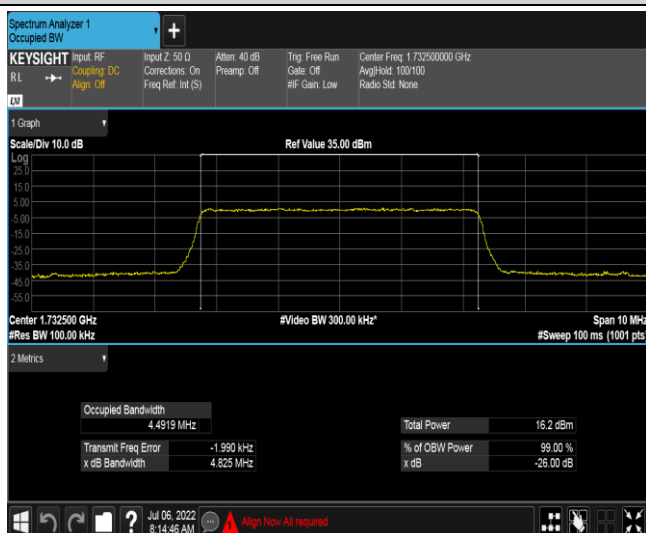 Spectrum Analyzer 1
Occupied BW
+
KEYSIGHT
RL
LXI
Input: RF
Coupling: DC
Align: Off
Input Z: 50 Ω
Corrections: On
Freq Ref: Int (S)
Atten: 40 dB
Preamp: Off
Trig: Free Run
Gate: Off
#IF Gain: Low
Center Freq: 1.732500000 GHz
Avg|Hold: 100/100
Radio Std: None
1 Graph
Scale/Div 10.0 dB
Ref Value 35.00 dBm
Log
25.0
15.0
5.00
-5.00
-15.0
-25.0
-35.0
-45.0
-55.0
Center 1.732500 GHz
#Video BW 300.00 kHz*
Span 10 MHz
#Res BW 100.00 kHz
#Sweep 100 ms (1001 pts)
2 Metrics
Occupied Bandwidth
4.4919 MHz
Total Power 16.2 dBm
Transmit Freq Error -1.990 kHz
% of OBW Power 99.00 %
x dB Bandwidth 4.825 MHz
x dB -26.00 dB
?
Jul 06, 2022
8:14:46 AM
Align Now All required